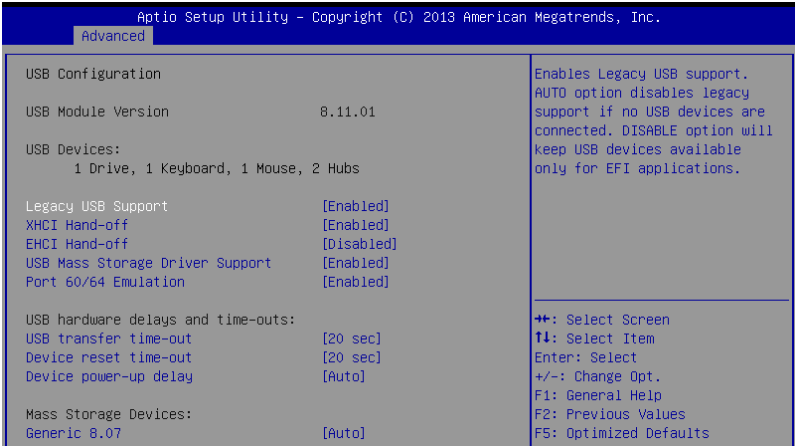 Aptio Setup Utility – Copyright (C) 2013 American Megatrends, Inc.
Advanced
USB Configuration
USB Module Version 8.11.01
USB Devices:
1 Drive, 1 Keyboard, 1 Mouse, 2 Hubs
Legacy USB Support [Enabled]
XHCI Hand-off [Enabled]
EHCI Hand-off [Disabled]
USB Mass Storage Driver Support [Enabled]
Port 60/64 Emulation [Enabled]
USB hardware delays and time-outs:
USB transfer time-out [20 sec]
Device reset time-out [20 sec]
Device power-up delay [Auto]
Mass Storage Devices:
Generic 8.07 [Auto]
Enables Legacy USB support.
AUTO option disables legacy
support if no USB devices are
connected. DISABLE option will
keep USB devices available
only for EFI applications.
→←: Select Screen
↑↓: Select Item
Enter: Select
+/-: Change Opt.
F1: General Help
F2: Previous Values
F5: Optimized Defaults